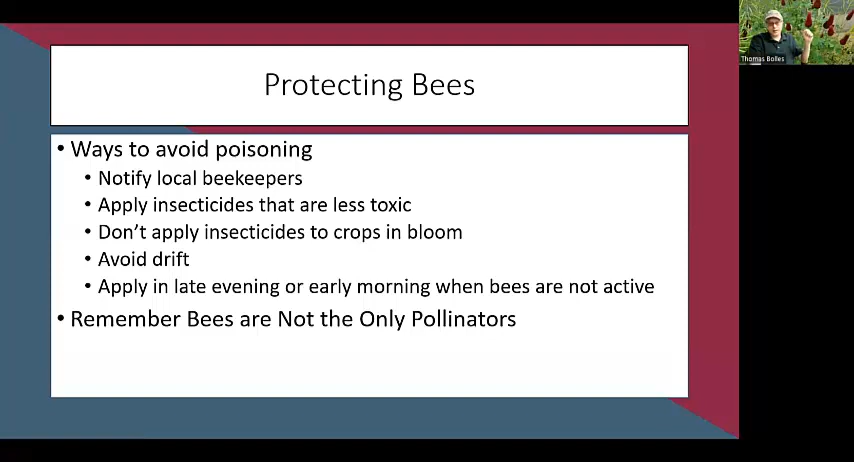 Protecting Bees
• Ways to avoid poisoning
• Notify local beekeepers
• Apply insecticides that are less toxic
• Don't apply insecticides to crops in bloom
• Avoid drift
• Apply in late evening or early morning when bees are not active
• Remember Bees are Not the Only Pollinators
Thomas Bolles